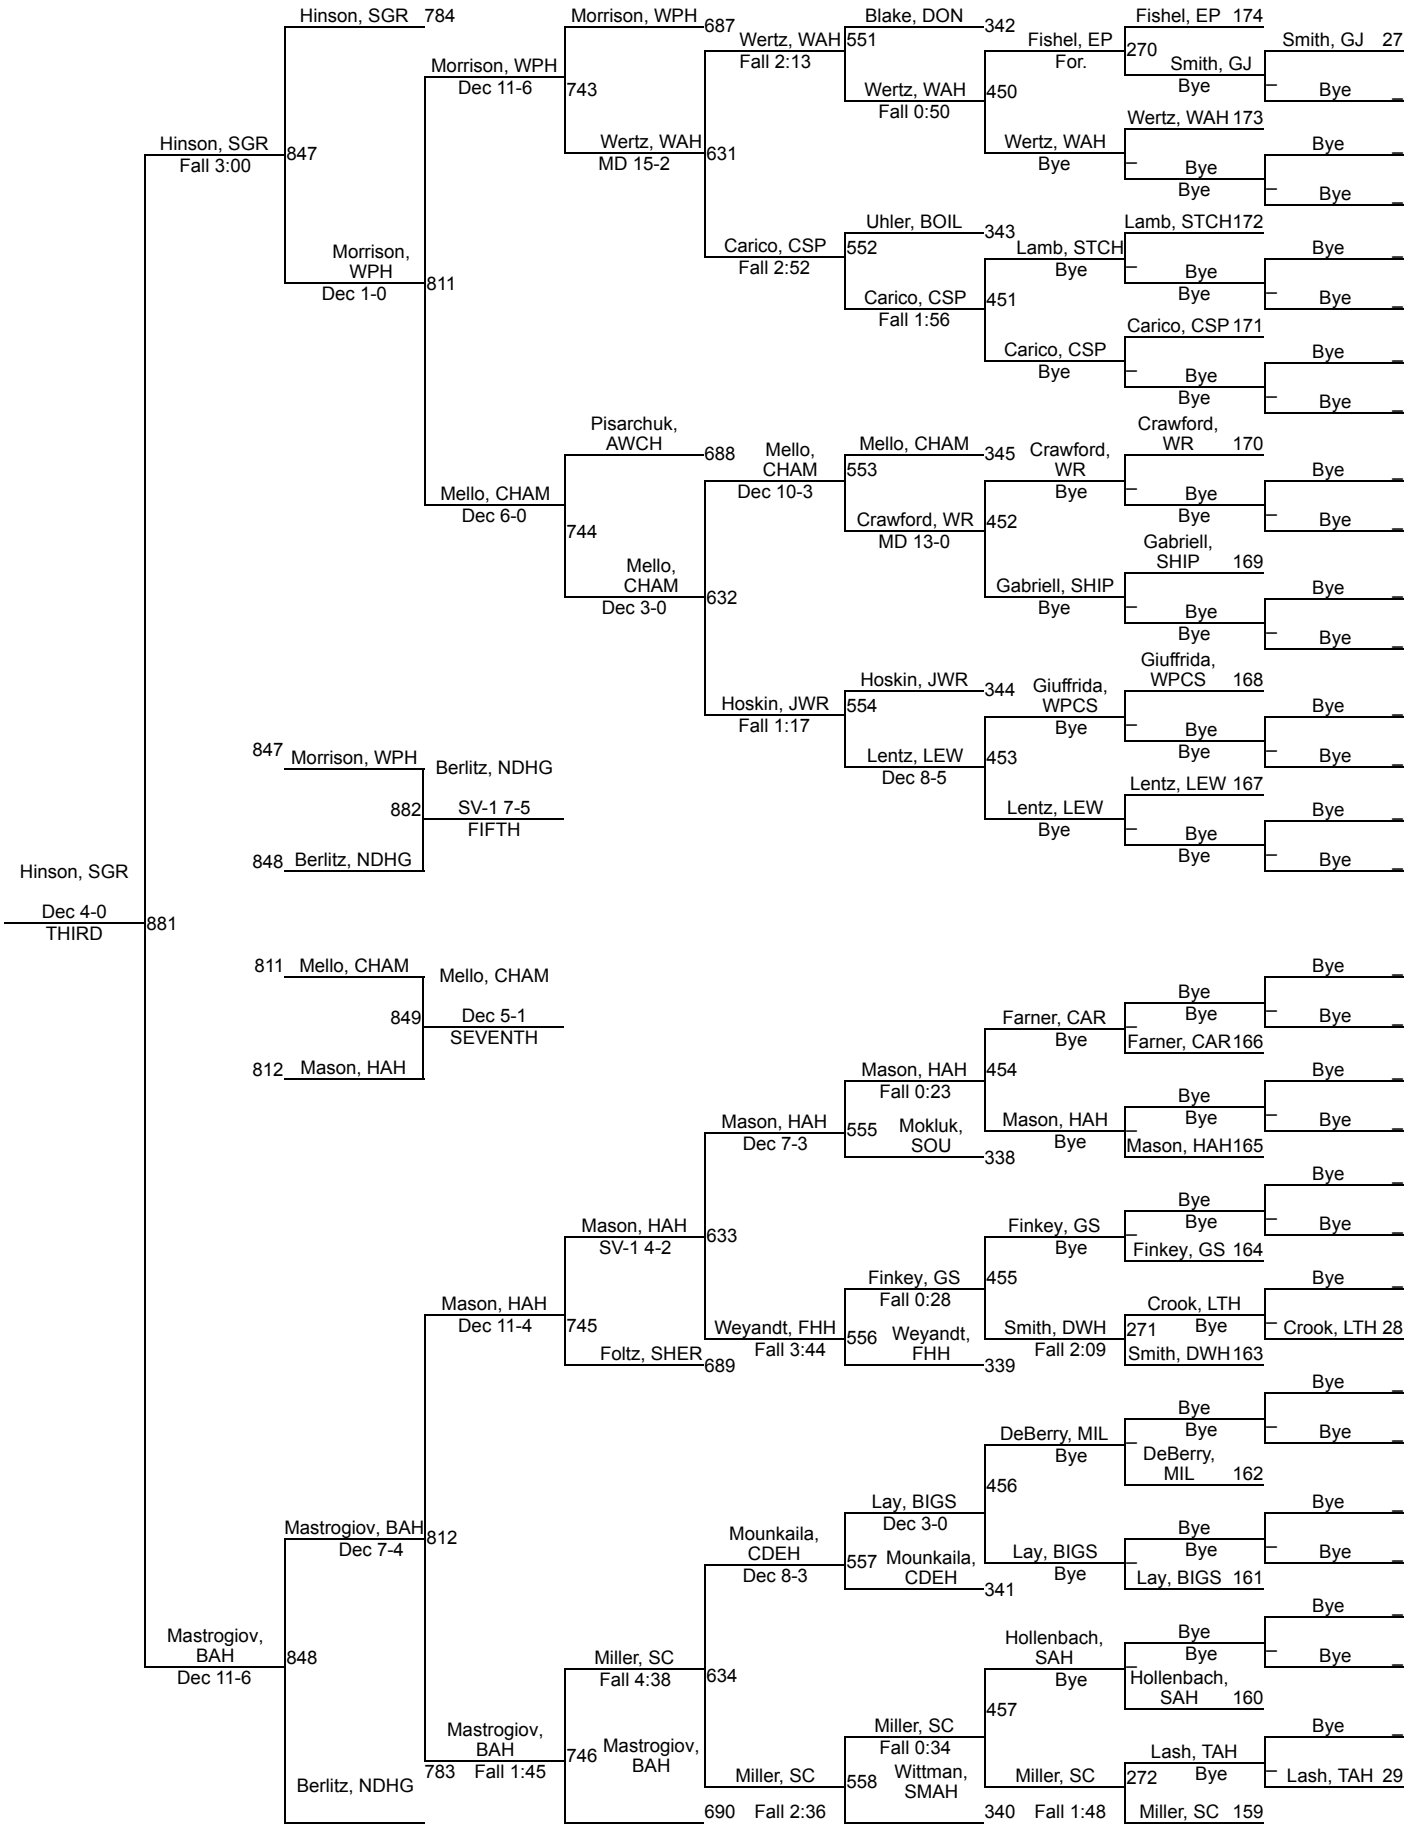 Hinson, SGR 784
Morrison, WPH 687
Blake, DON 342
Fishel, EP 174
Wertz, WAH 551
Fall 2:13
Fishel, EP 270
For.
Smith, GJ 27
Smith, GJ
Bye
Morrison, WPH
Dec 11-6
743
Wertz, WAH 450
Fall 0:50
Bye _
Wertz, WAH 173
Hinson, SGR 847
Fall 3:00
Wertz, WAH 631
MD 15-2
Wertz, WAH
Bye
_
Bye
Bye
Bye _
_ Bye _
Uhler, BOIL 343
Lamb, STCH 172
Carico, CSP 552
Fall 2:52
Lamb, STCH
Bye
_
Bye
Bye
Bye _
_ Bye _
Morrison,
WPH
Dec 1-0
811
Carico, CSP 451
Fall 1:56
Carico, CSP 171
Carico, CSP
Bye
_
Bye
Bye
Bye _
_ Bye _
Pisarchuk,
AWCH
688
Mello,
CHAM
Dec 10-3
Mello, CHAM 345
553
Crawford,
WR
Bye
Crawford,
WR 170
_
Bye
Bye
Bye _
_ Bye _
Mello, CHAM
Dec 6-0
744
Crawford, WR 452
MD 13-0
Gabriell,
SHIP 169
Mello,
CHAM
Dec 3-0
632
Gabriell, SHIP
Bye
_
Bye
Bye
Bye _
_ Bye _
Giuffrida,
WPCS 168
Hoskin, JWR 344
Hoskin, JWR 554
Fall 1:17
Giuffrida,
WPCS
Bye
_
Bye
Bye
Bye _
_ Bye _
847 Morrison, WPH
Berlitz, NDHG
Lentz, LEW 453
Dec 8-5
Lentz, LEW 167
882 SV-1 7-5
FIFTH
Lentz, LEW
Bye
_
Bye
Bye
Bye _
_ Bye _
848 Berlitz, NDHG
Hinson, SGR
Dec 4-0
THIRD
881
811 Mello, CHAM
Mello, CHAM
849 Dec 5-1
SEVENTH
812 Mason, HAH
Bye _
Bye
Bye
_ Bye _
Farner, CAR
Bye
_
Farner, CAR 166
Mason, HAH 454
Fall 0:23
Bye _
Bye
Bye
_ Bye _
Mason, HAH
Dec 7-3
555 Mokluk,
SOU
338
Mason, HAH
Bye
_
Mason, HAH 165
Bye _
Bye
Bye
_ Bye _
Mason, HAH 633
SV-1 4-2
Finkey, GS
Bye
_
Finkey, GS 164
Finkey, GS 455
Fall 0:28
Bye _
Crook, LTH
Bye
Crook, LTH 28
Mason, HAH
Dec 11-4
745
Foltz, SHER 689
Weyandt, FHH
Fall 3:44
556 Weyandt,
FHH
339
Smith, DWH 271
Fall 2:09
Smith, DWH 163
Bye _
Bye
Bye
_ Bye _
DeBerry, MIL
Bye
_
DeBerry,
MIL 162
456
Lay, BIGS
Dec 3-0
Bye _
Bye
Bye
_ Bye _
Mastrogiov, BAH 812
Dec 7-4
Mounkaila,
CDEH
Dec 8-3
557 Mounkaila,
CDEH
341
Lay, BIGS
Bye
_
Lay, BIGS 161
Bye _
Bye
Bye
_ Bye _
Mastrogiov,
BAH
Dec 11-6
848
Miller, SC 634
Fall 4:38
Hollenbach,
SAH
Bye
_
Hollenbach,
SAH 160
457
Miller, SC
Fall 0:34
Bye _
Lash, TAH
Bye
_ Lash, TAH 29
Mastrogiov,
BAH
783 Fall 1:45
746 Mastrogiov,
BAH
Berlitz, NDHG
Miller, SC
690 Fall 2:36
558 Wittman,
SMAH
Miller, SC 272
340 Fall 1:48
Miller, SC 159